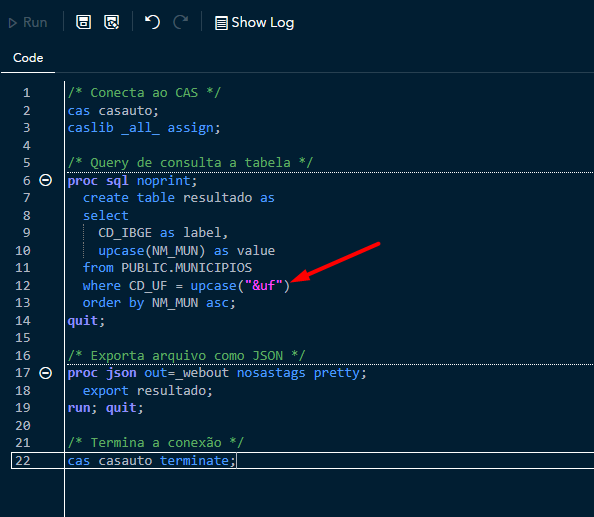 Run Show Log
Code
1 /* Conecta ao CAS */
2 cas casauto;
3 caslib _all_ assign;
4
5 /* Query de consulta a tabela */
6 proc sql noprint;
7 create table resultado as
8 select
9 CD_IBGE as label,
10 upcase(NM_MUN) as value
11 from PUBLIC.MUNICIPIOS
12 where CD_UF = upcase("&uf")
13 order by NM_MUN asc;
14 quit;
15
16 /* Exporta arquivo como JSON */
17 proc json out=_webout nosastags pretty;
18 export resultado;
19 run; quit;
20
21 /* Termina a conexão */
22 cas casauto terminate;